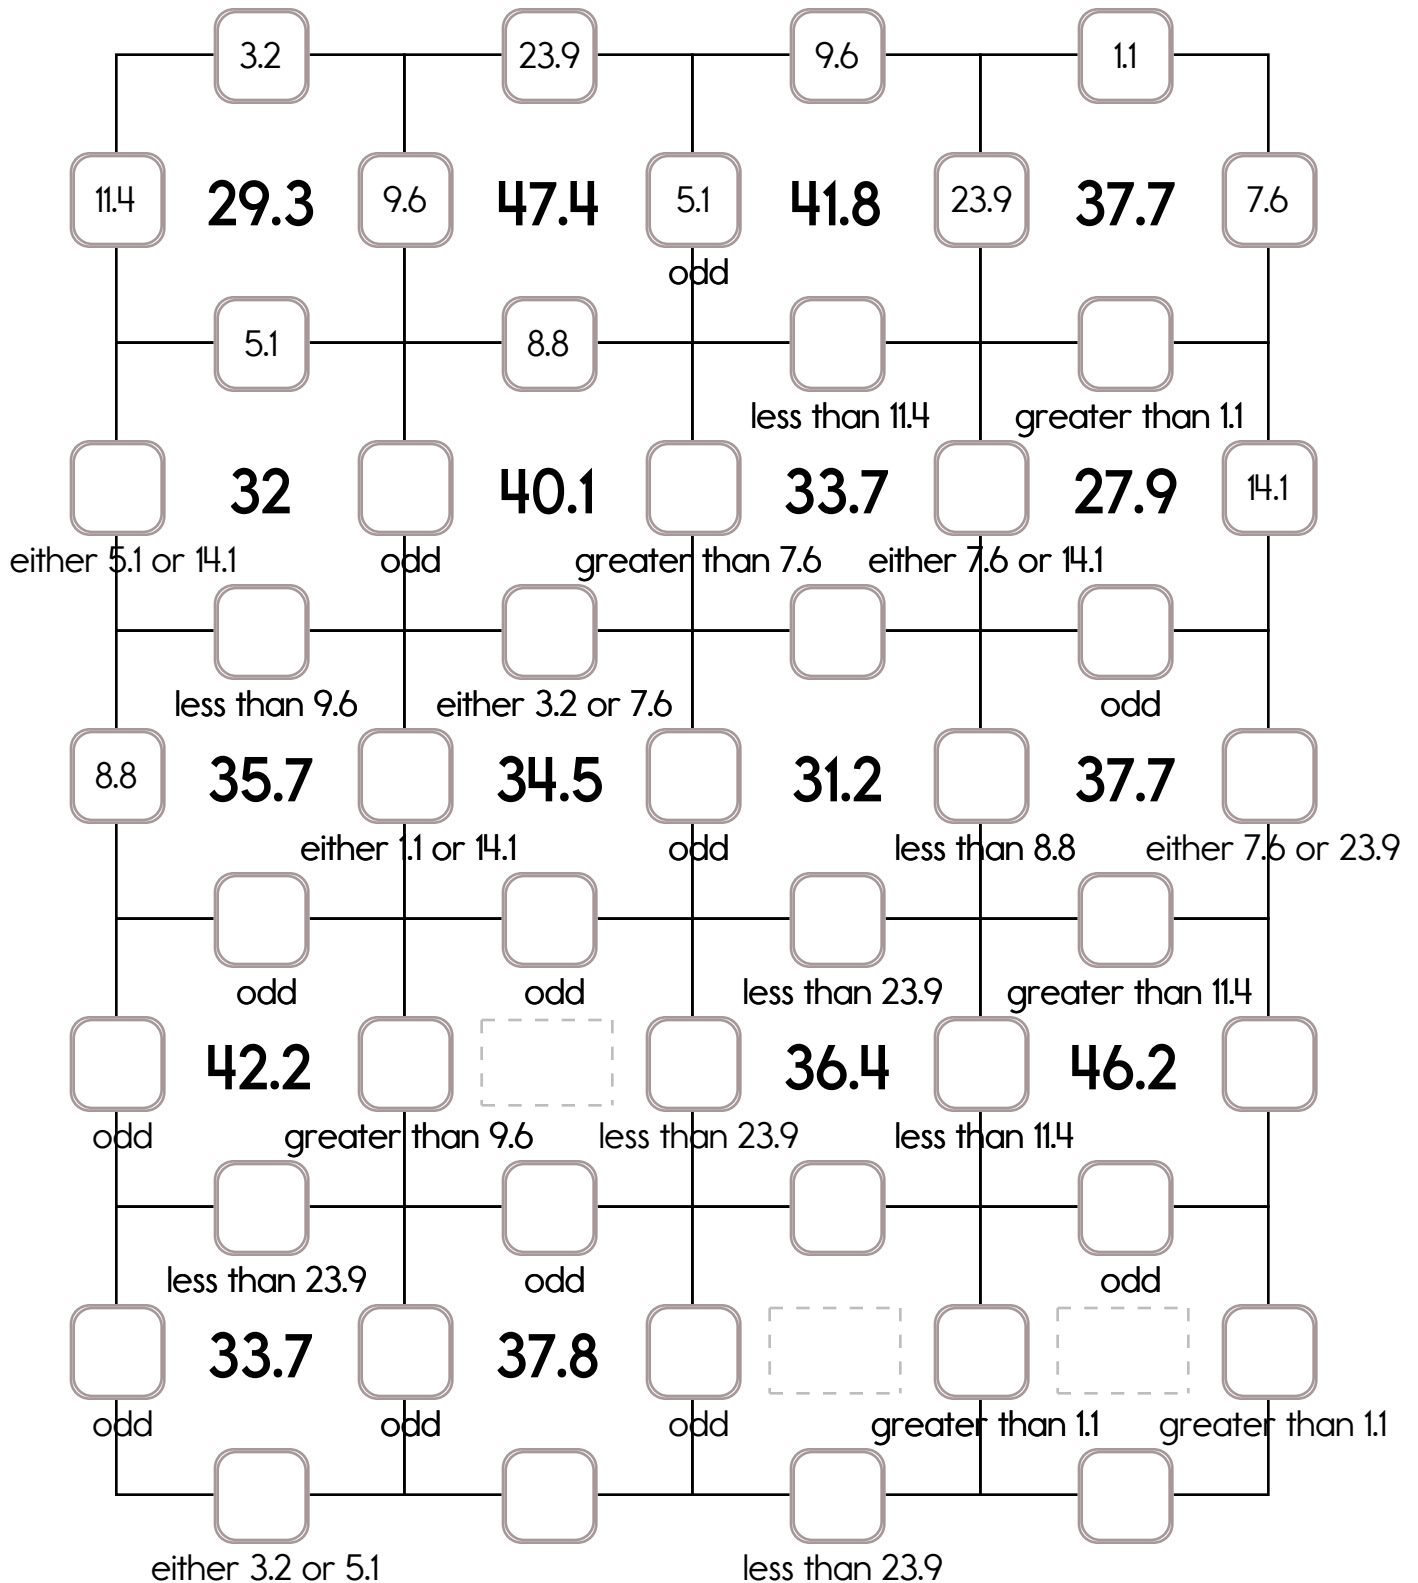 3.2 23.9 9.6 1.1
11.4 29.3 9.6 47.4 5.1 41.8 23.9 37.7 7.6
odd
5.1 8.8
less than 11.4 greater than 1.1
32 40.1 33.7 27.9 14.1
either 5.1 or 14.1 odd greater than 7.6 either 7.6 or 14.1
less than 9.6 either 3.2 or 7.6 odd
8.8 35.7 34.5 31.2 37.7
either 1.1 or 14.1 odd less than 8.8 either 7.6 or 23.9
odd odd less than 23.9 greater than 11.4
42.2 36.4 46.2
odd greater than 9.6 less than 23.9 less than 11.4
less than 23.9 odd odd
33.7 37.8
odd odd odd greater than 1.1 greater than 1.1
either 3.2 or 5.1 less than 23.9